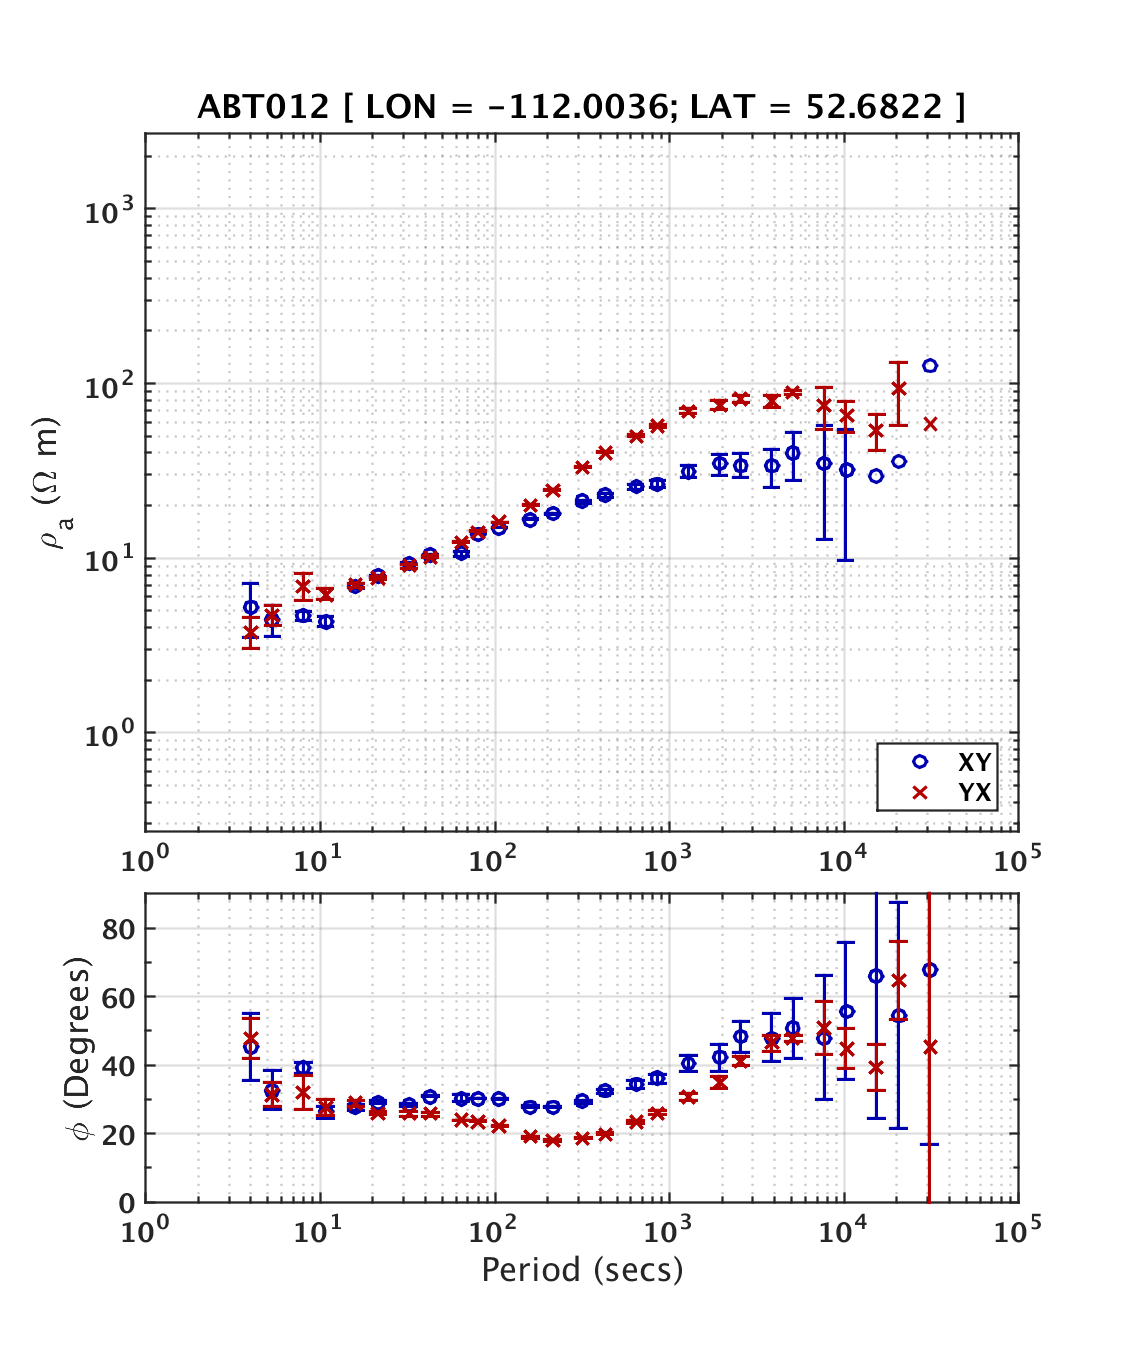 ABT012 [ LON = -112.0036; LAT = 52.6822 ]
10³
10²
10¹
10⁰
ρa (Ω m)
XY
YX
10⁰ 10¹ 10² 10³ 10⁴ 10⁵
80
60
40
20
0
ϕ (Degrees)
10⁰ 10¹ 10² 10³ 10⁴ 10⁵
Period (secs)